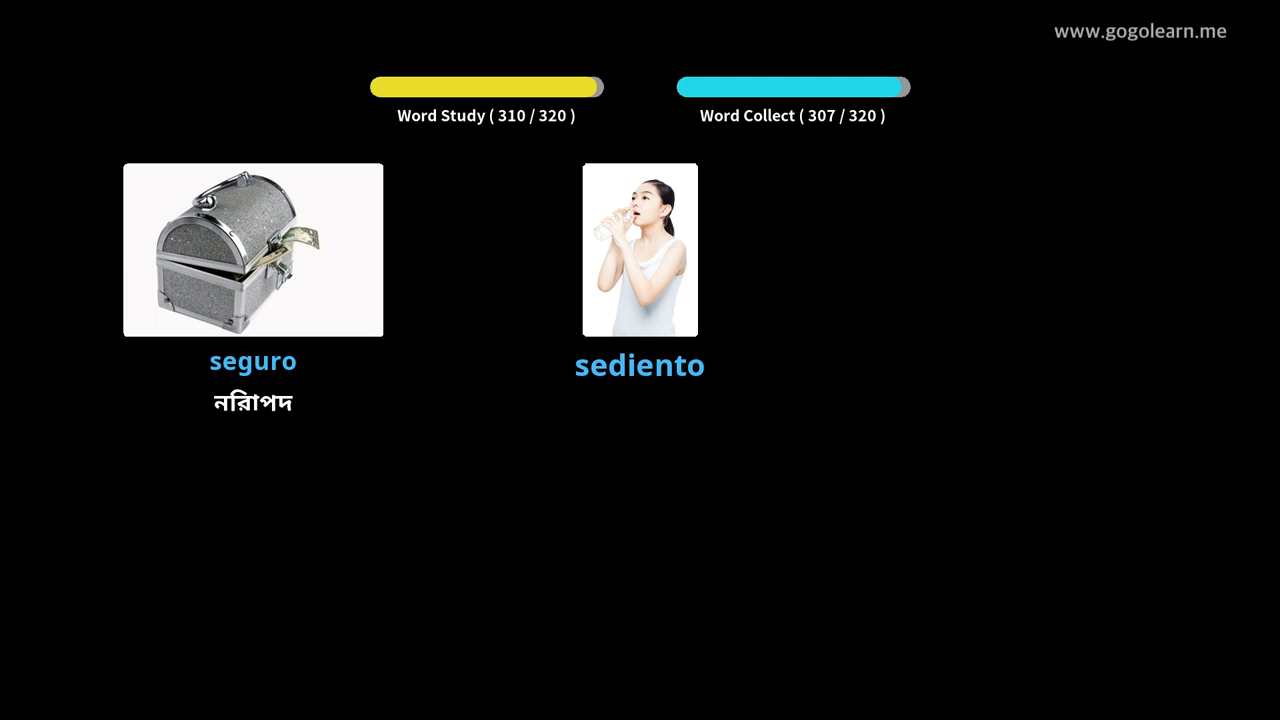 www.gogolearn.me
Word Study ( 310 / 320 )
Word Collect ( 307 / 320 )
seguro
নিরাপদ
sediento